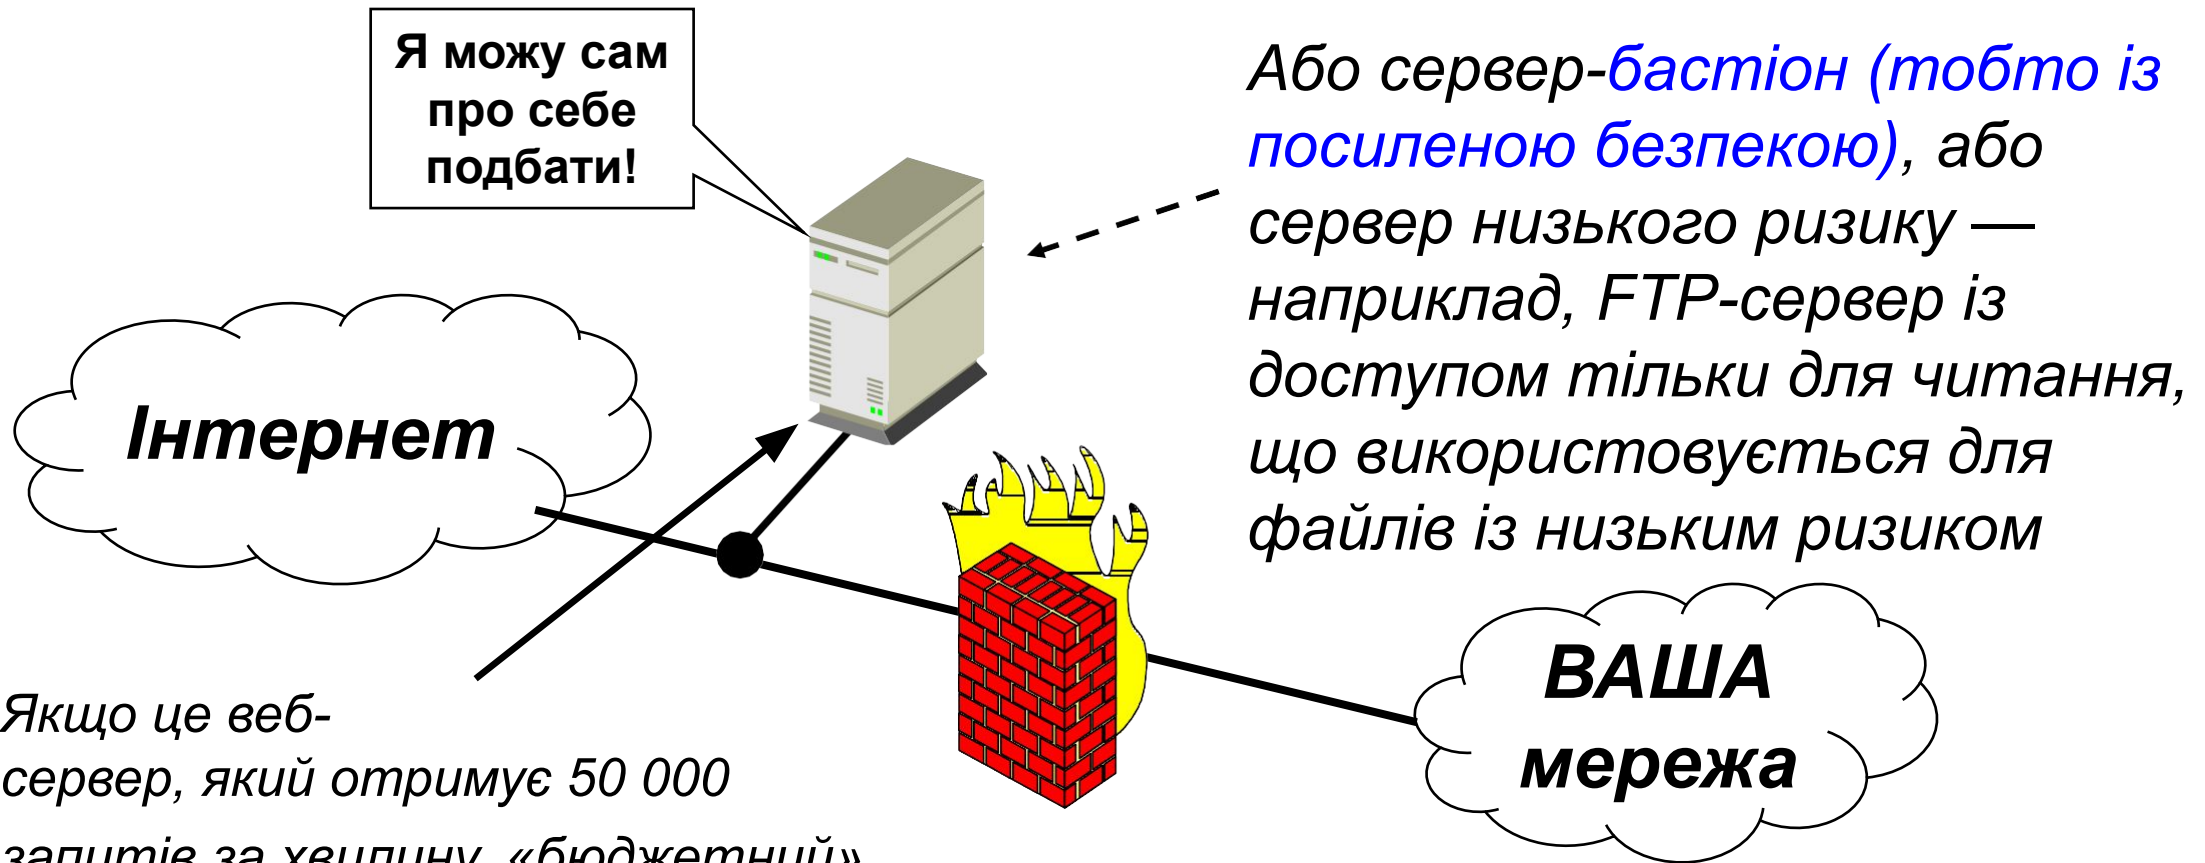 Я можу сам
про себе
подбати!
Або сервер-бастіон (тобто із
посиленою безпекою), або
сервер низького ризику —
наприклад, FTP-сервер із
доступом тільки для читання,
що використовується для
файлів із низьким ризиком
Інтернет
ВАША
мережа
Якщо це веб-
сервер, який отримує 50 000
запитів за хвилину, «бюджетний»